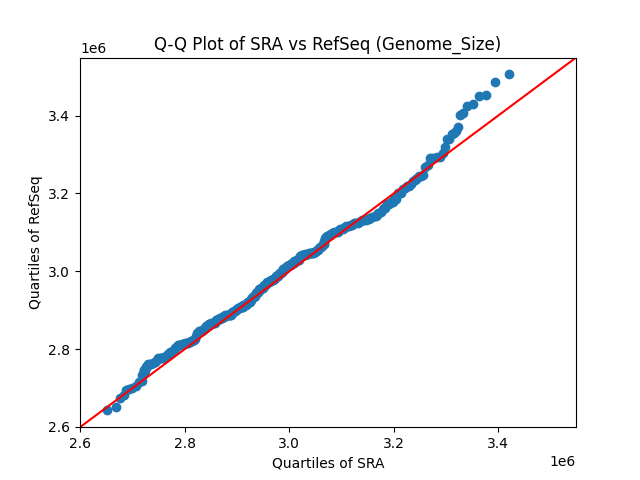 Q-Q Plot of SRA vs RefSeq (Genome_Size)
1e6
3.4
3.2
3.0
2.8
2.6
Quartiles of RefSeq
2.6 2.8 3.0 3.2 3.4
Quartiles of SRA
1e6